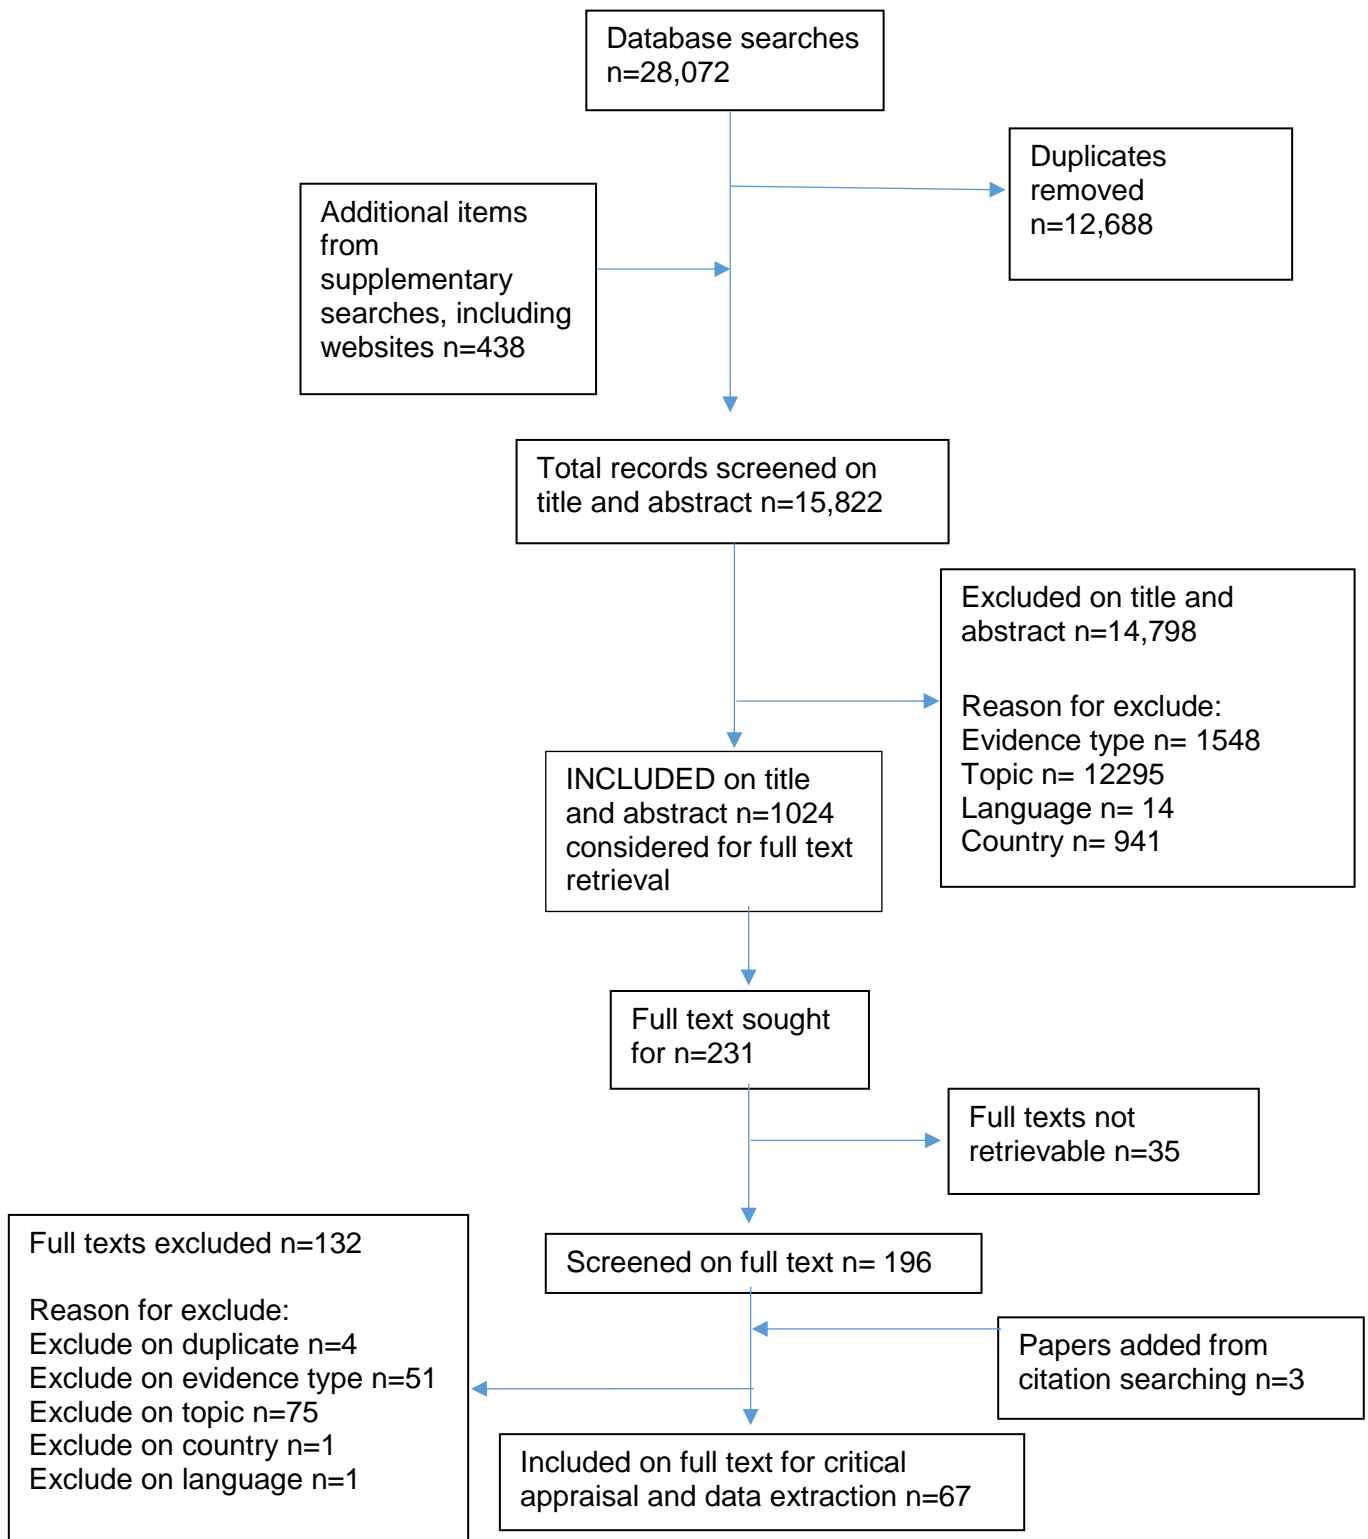 Database searches
n=28,072
Duplicates
removed
n=12,688
Additional items
from
supplementary
searches, including
websites n=438
Total records screened on
title and abstract n=15,822
Excluded on title and
abstract n=14,798
Reason for exclude:
Evidence type n= 1548
Topic n= 12295
Language n= 14
Country n= 941
INCLUDED on title
and abstract n=1024
considered for full text
retrieval
Full text sought
for n=231
Full texts not
retrievable n=35
Full texts excluded n=132
Reason for exclude:
Exclude on duplicate n=4
Exclude on evidence type n=51
Exclude on topic n=75
Exclude on country n=1
Exclude on language n=1
Screened on full text n= 196
Papers added from
citation searching n=3
Included on full text for critical
appraisal and data extraction n=67